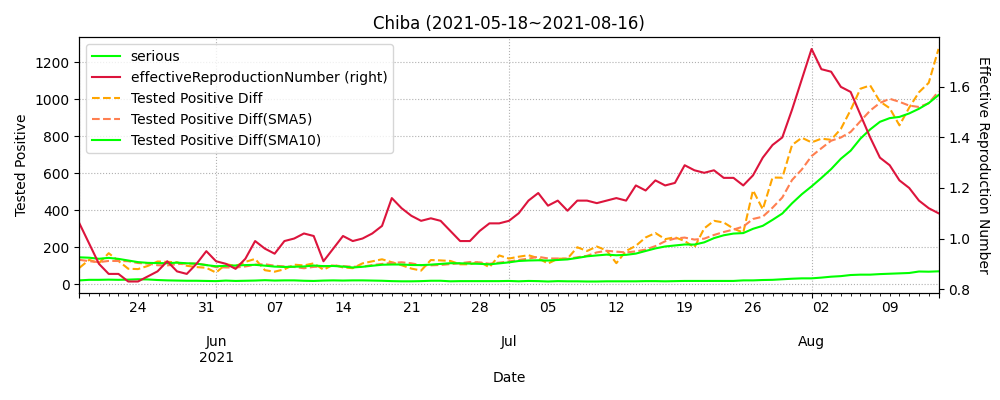 Chiba (2021-05-18~2021-08-16)
serious
effectiveReproductionNumber (right)
Tested Positive Diff
Tested Positive Diff(SMA5)
Tested Positive Diff(SMA10)
Tested Positive
1200
1000
800
600
400
200
0
1.6
1.4
1.2
1.0
0.8
Effective Reproduction Number
24 31 07 14 21 28 05 12 19 26 02 09
Jun Jul Aug
2021
Date